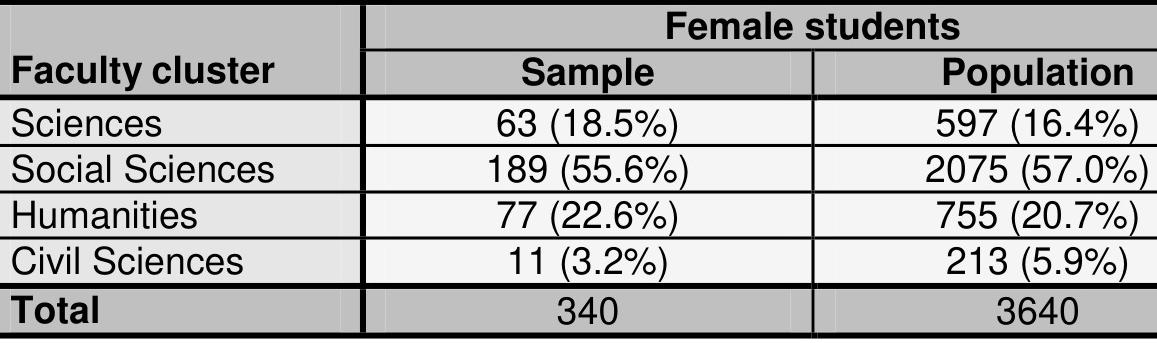 Female students
Faculty cluster Sample Population
Sciences 63 (18.5%) 597 (16.4%)
Social Sciences 189 (55.6%) 2075 (57.0%)
Humanities 77 (22.6%) 755 (20.7%)
Civil Sciences 11 (3.2%) 213 (5.9%)
Total 340 3640